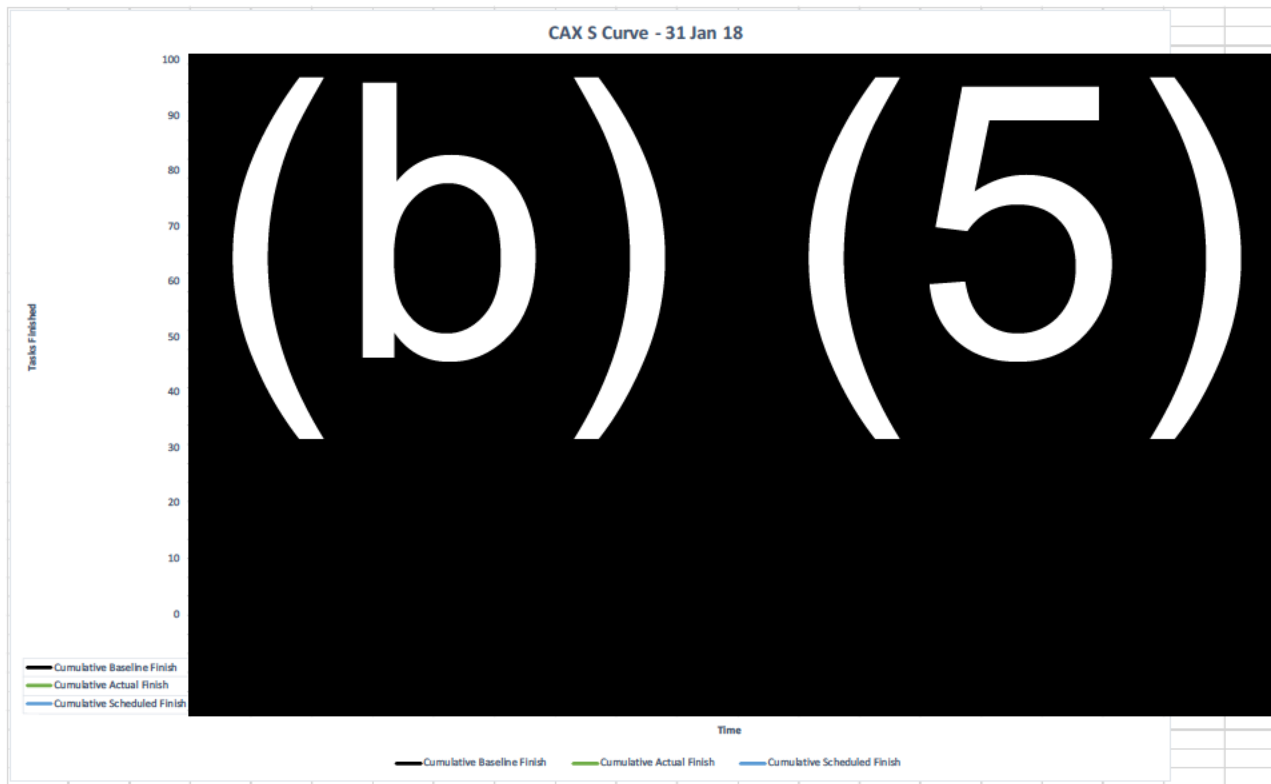 CAX S Curve - 31 Jan 18
100
90
80
70
60
50
40
30
20
10
0
Tasks Finished
(b) (5)
Cumulative Baseline Finish
Cumulative Actual Finish
Cumulative Scheduled Finish
Time
Cumulative Baseline Finish Cumulative Actual Finish Cumulative Scheduled Finish